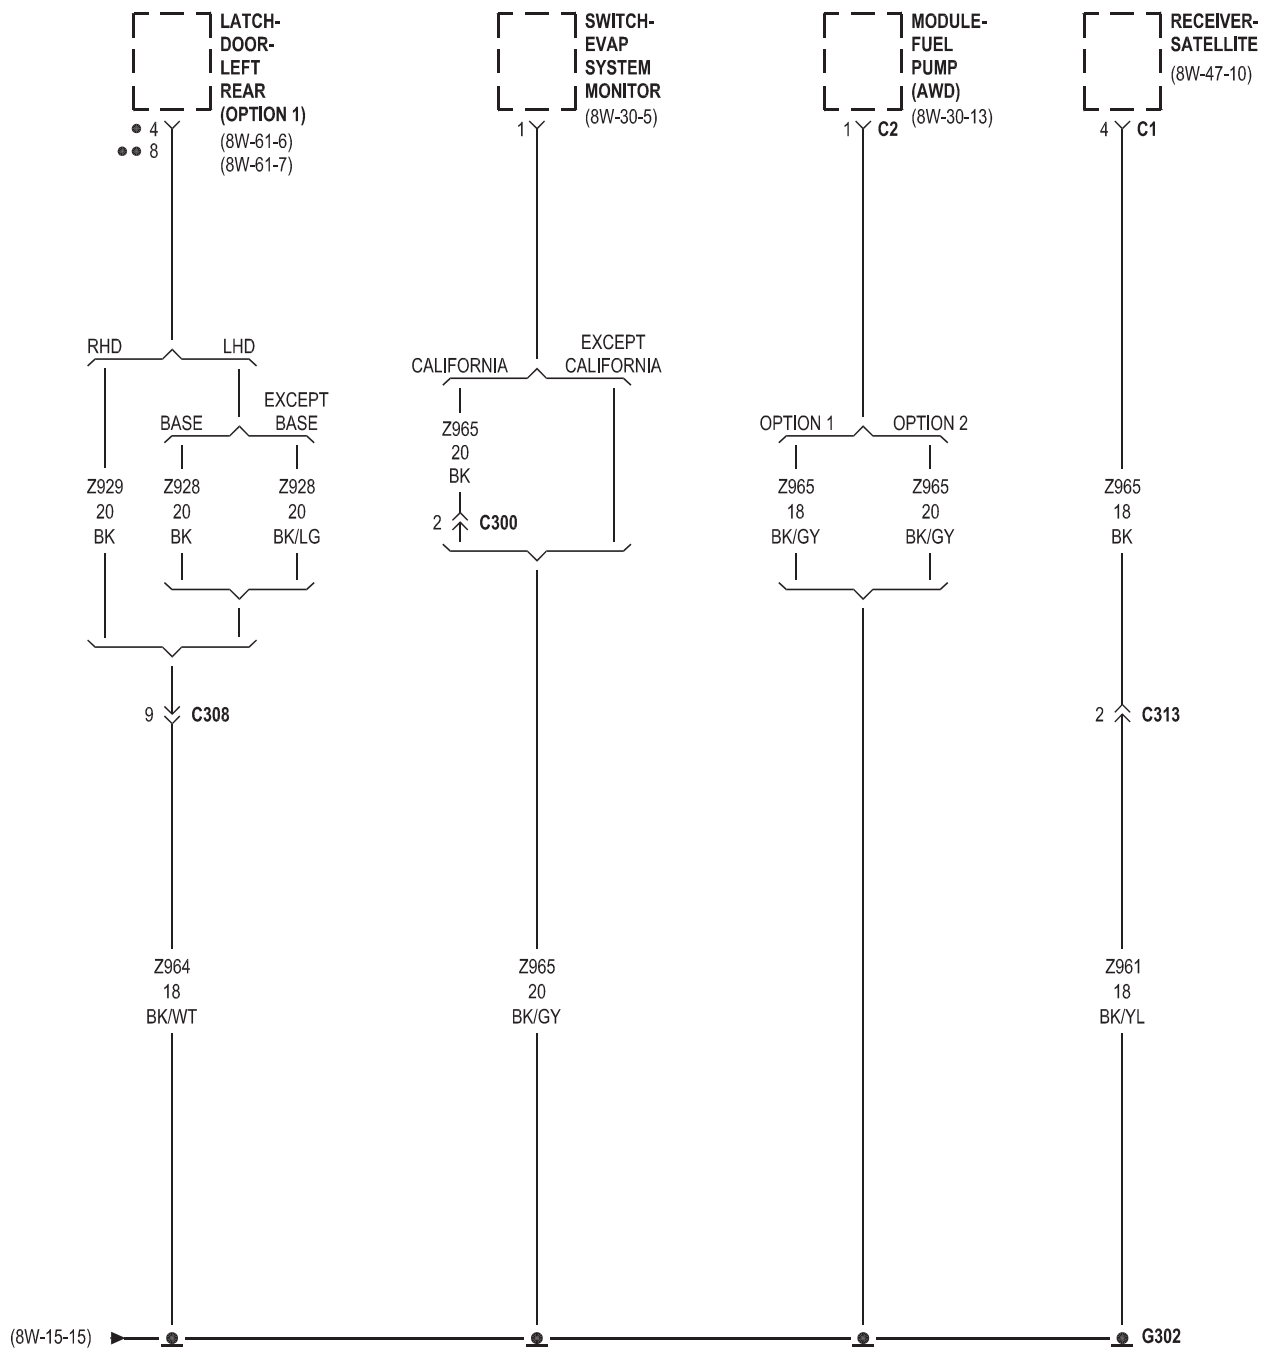 LATCH-
DOOR-
LEFT
REAR
(OPTION 1)
(8W-61-6)
(8W-61-7)
4
8
SWITCH-
EVAP
SYSTEM
MONITOR
(8W-30-5)
1
MODULE-
FUEL
PUMP
(AWD)
(8W-30-13)
1 C2
RECEIVER-
SATELLITE
(8W-47-10)
4 C1
RHD LHD
BASE
EXCEPT
BASE
Z929
20
BK
Z928
20
BK
Z928
20
BK/LG
9 C308
Z964
18
BK/WT
CALIFORNIA
EXCEPT
CALIFORNIA
Z965
20
BK
2 C300
Z965
20
BK/GY
OPTION 1 OPTION 2
Z965
18
BK/GY
Z965
20
BK/GY
Z965
18
BK
2 C313
Z961
18
BK/YL
(8W-15-15)
G302